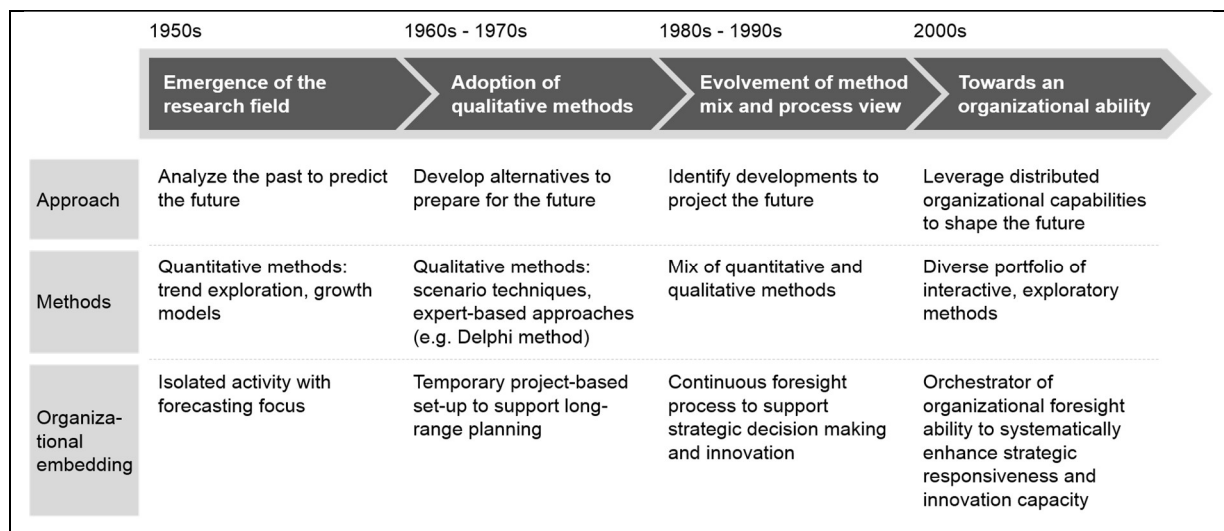 1950s
1960s - 1970s
1980s - 1990s
2000s
Emergence of the
research field
Adoption of
qualitative methods
Evolvement of method
mix and process view
Towards an
organizational ability
Approach
Analyze the past to predict
the future
Develop alternatives to
prepare for the future
Identify developments to
project the future
Leverage distributed
organizational capabilities
to shape the future
Methods
Quantitative methods:
trend exploration, growth
models
Qualitative methods:
scenario techniques,
expert-based approaches
(e.g. Delphi method)
Mix of quantitative and
qualitative methods
Diverse portfolio of
interactive, exploratory
methods
Organiza-
tional
embedding
Isolated activity with
forecasting focus
Temporary project-based
set-up to support long-
range planning
Continuous foresight
process to support
strategic decision making
and innovation
Orchestrator of
organizational foresight
ability to systematically
enhance strategic
responsiveness and
innovation capacity